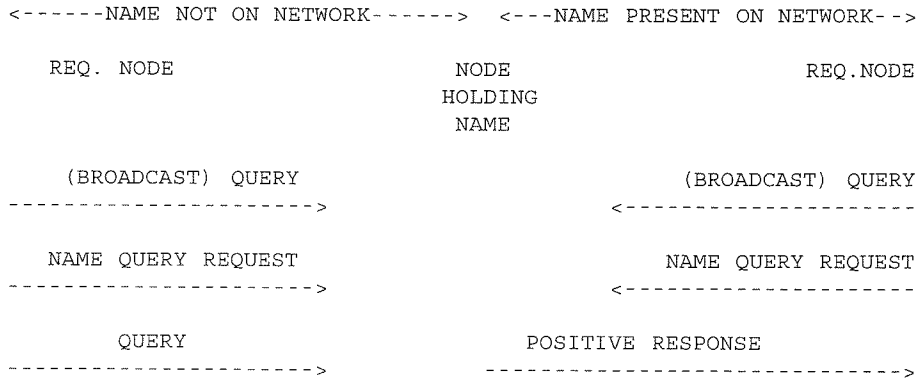 <------NAME NOT ON NETWORK------> <---NAME PRESENT ON NETWORK-->
REQ. NODE NODE REQ.NODE
HOLDING
NAME
(BROADCAST) QUERY (BROADCAST) QUERY
----------------------> <---------------------
NAME QUERY REQUEST NAME QUERY REQUEST
----------------------> <---------------------
QUERY POSITIVE RESPONSE
----------------------> ------------------------------>